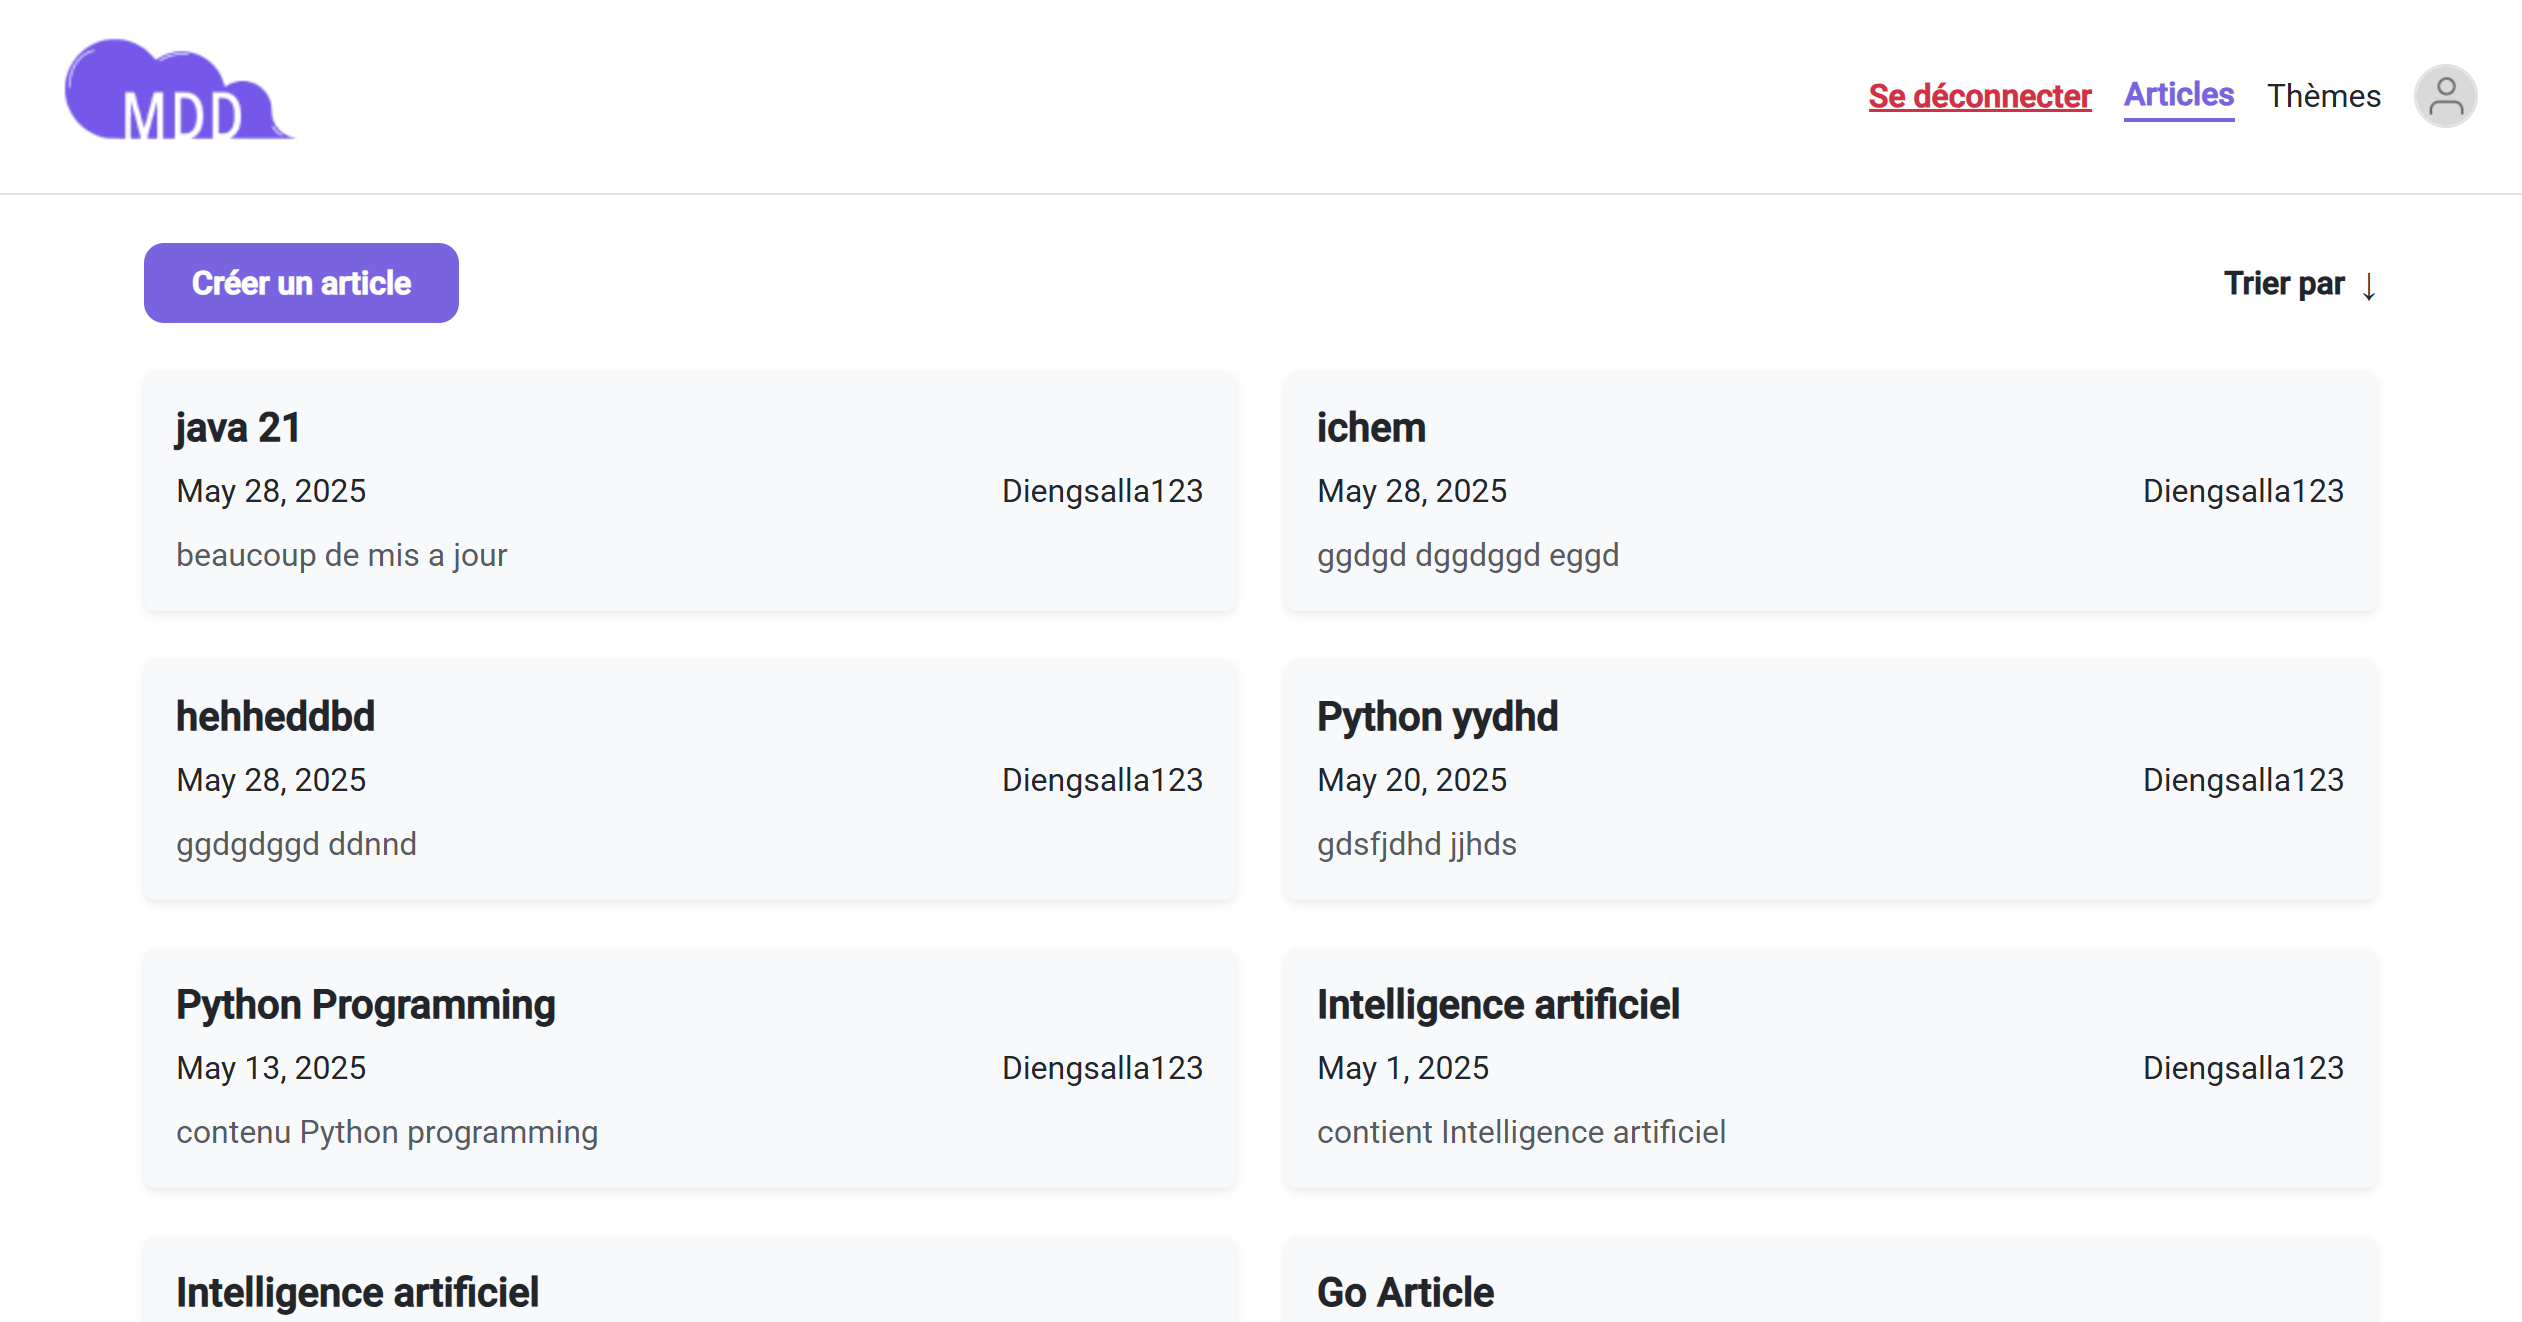 MDD
Se déconnecter Articles Thèmes
Créer un article
Trier par ↓
java 21
May 28, 2025 Diengsalla123
beaucoup de mis a jour
ichem
May 28, 2025 Diengsalla123
ggdgd dggdggd eggd
hehheddbd
May 28, 2025 Diengsalla123
ggdgdggd ddnnd
Python yydhd
May 20, 2025 Diengsalla123
gdsfjdhd jjhds
Python Programming
May 13, 2025 Diengsalla123
contenu Python programming
Intelligence artificiel
May 1, 2025 Diengsalla123
contient Intelligence artificiel
Intelligence artificiel
Go Article